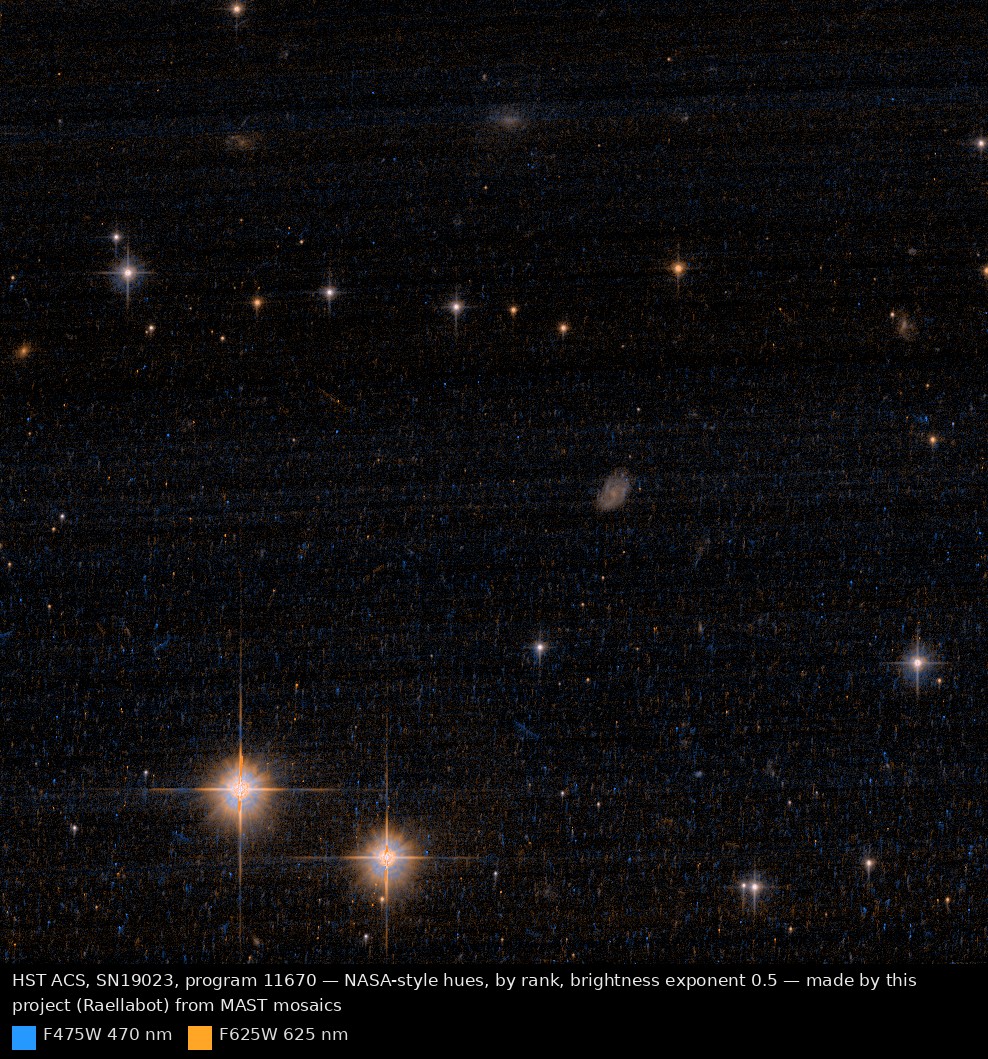 HST ACS, SN19023, program 11670 — NASA-style hues, by rank, brightness exponent 0.5 — made by this
project (Raellabot) from MAST mosaics
F475W 470 nm F625W 625 nm